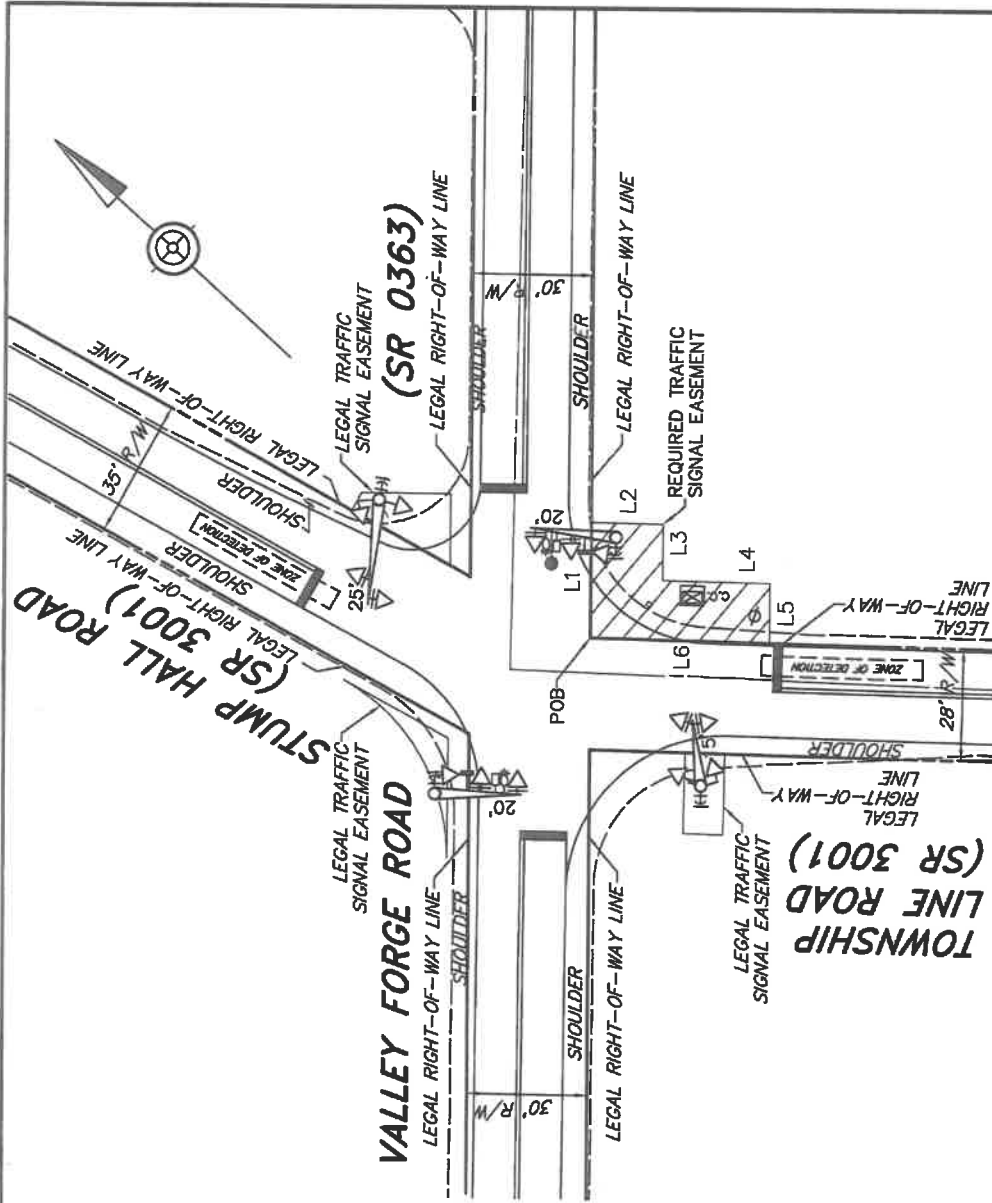 STUMP HALL ROAD
(SR 3001)
35' R/W
LEGAL RIGHT-OF-WAY LINE
LEGAL RIGHT-OF-WAY LINE
SHOULDER
SHOULDER
ZONE OF DETECTION
25'
LEGAL TRAFFIC
SIGNAL EASEMENT
(SR 0363)
LEGAL RIGHT-OF-WAY LINE
SHOULDER
30' R/W
SHOULDER
LEGAL RIGHT-OF-WAY LINE
LEGAL TRAFFIC
SIGNAL EASEMENT
VALLEY FORGE ROAD
LEGAL RIGHT-OF-WAY LINE
SHOULDER
20'
20'
L1
L2
REQUIRED TRAFFIC
SIGNAL EASEMENT
L3
L4
L5
L6
POB
SHOULDER
30' R/W
LEGAL RIGHT-OF-WAY LINE
LEGAL TRAFFIC
SIGNAL EASEMENT
SHOULDER
LEGAL
RIGHT-OF-WAY
LINE
ZONE OF DETECTION
28' R/W
LEGAL
RIGHT-OF-WAY
LINE
TOWNSHIP
LINE ROAD
(SR 3001)